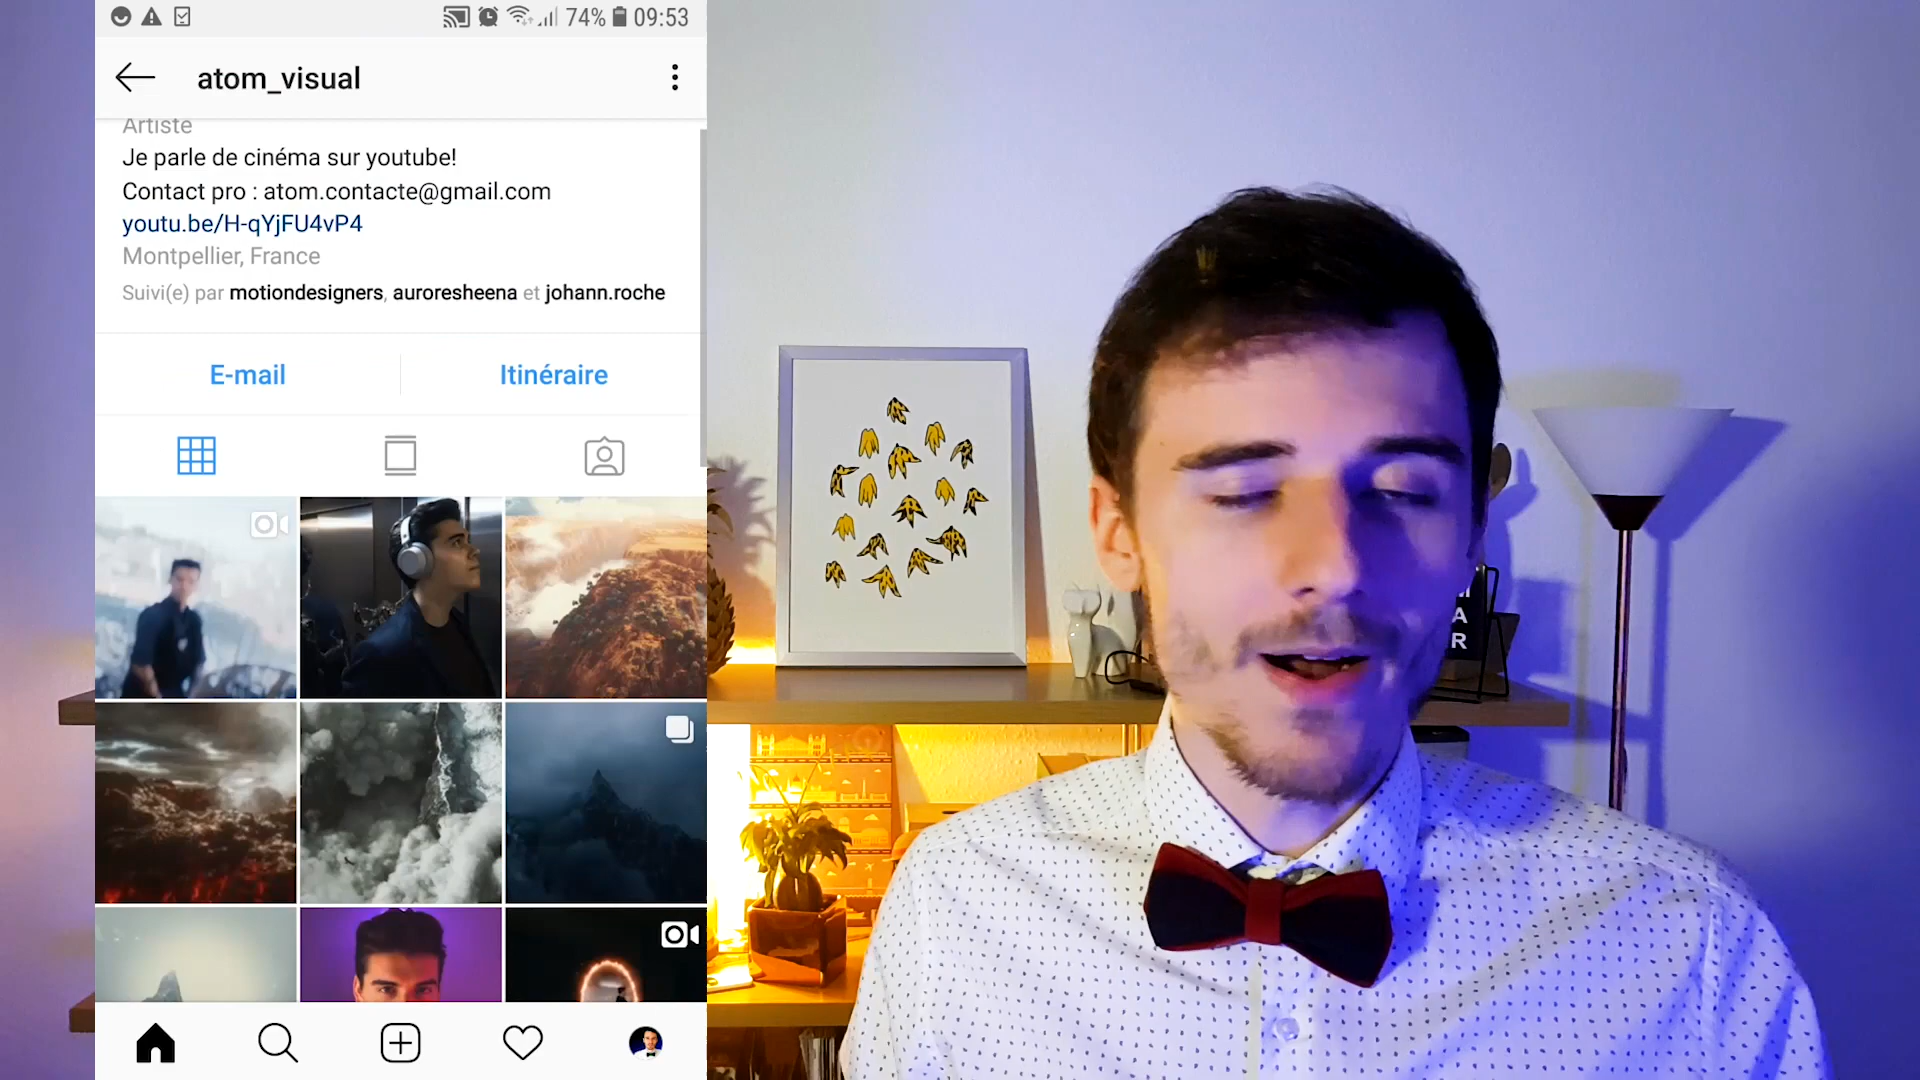 74% 09:53
atom_visual
Artiste
Je parle de cinéma sur youtube!
Contact pro : atom.contacte@gmail.com
youtu.be/H-qYjFU4vP4
Montpellier, France
Suivi(e) par motiondesigners, auroresheena et johann.roche
E-mail
Itinéraire
A
R